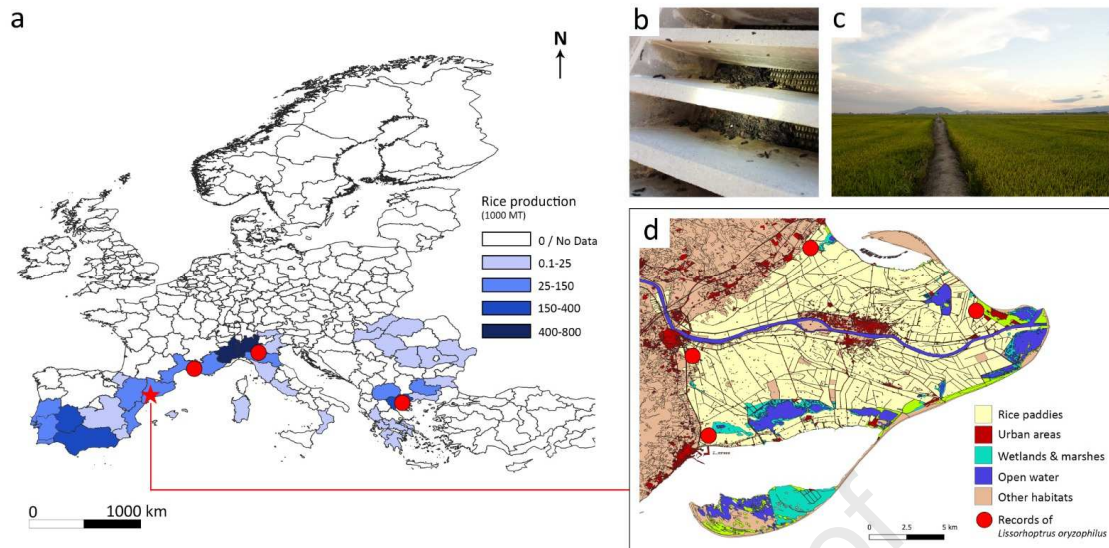 a
N
Rice production
(1000 MT)
0 / No Data
0.1-25
25-150
150-400
400-800
0
1000 km
b
c
d
Rice paddies
Urban areas
Wetlands & marshes
Open water
Other habitats
Records of
Lissorhoptrus oryzophilus
0
2.5
5 km
of